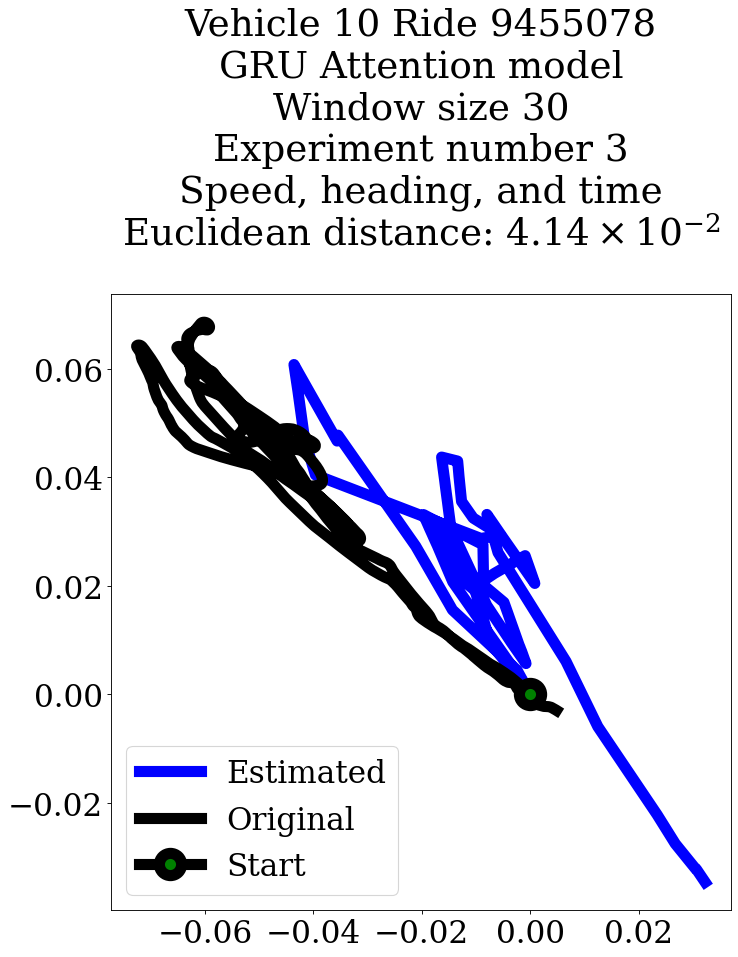 Vehicle 10 Ride 9455078
GRU Attention model
Window size 30
Experiment number 3
Speed, heading, and time
Euclidean distance: 4.14 × 10⁻²
0.06
0.04
0.02
0.00
−0.02
Estimated
Original
Start
−0.06 −0.04 −0.02 0.00 0.02